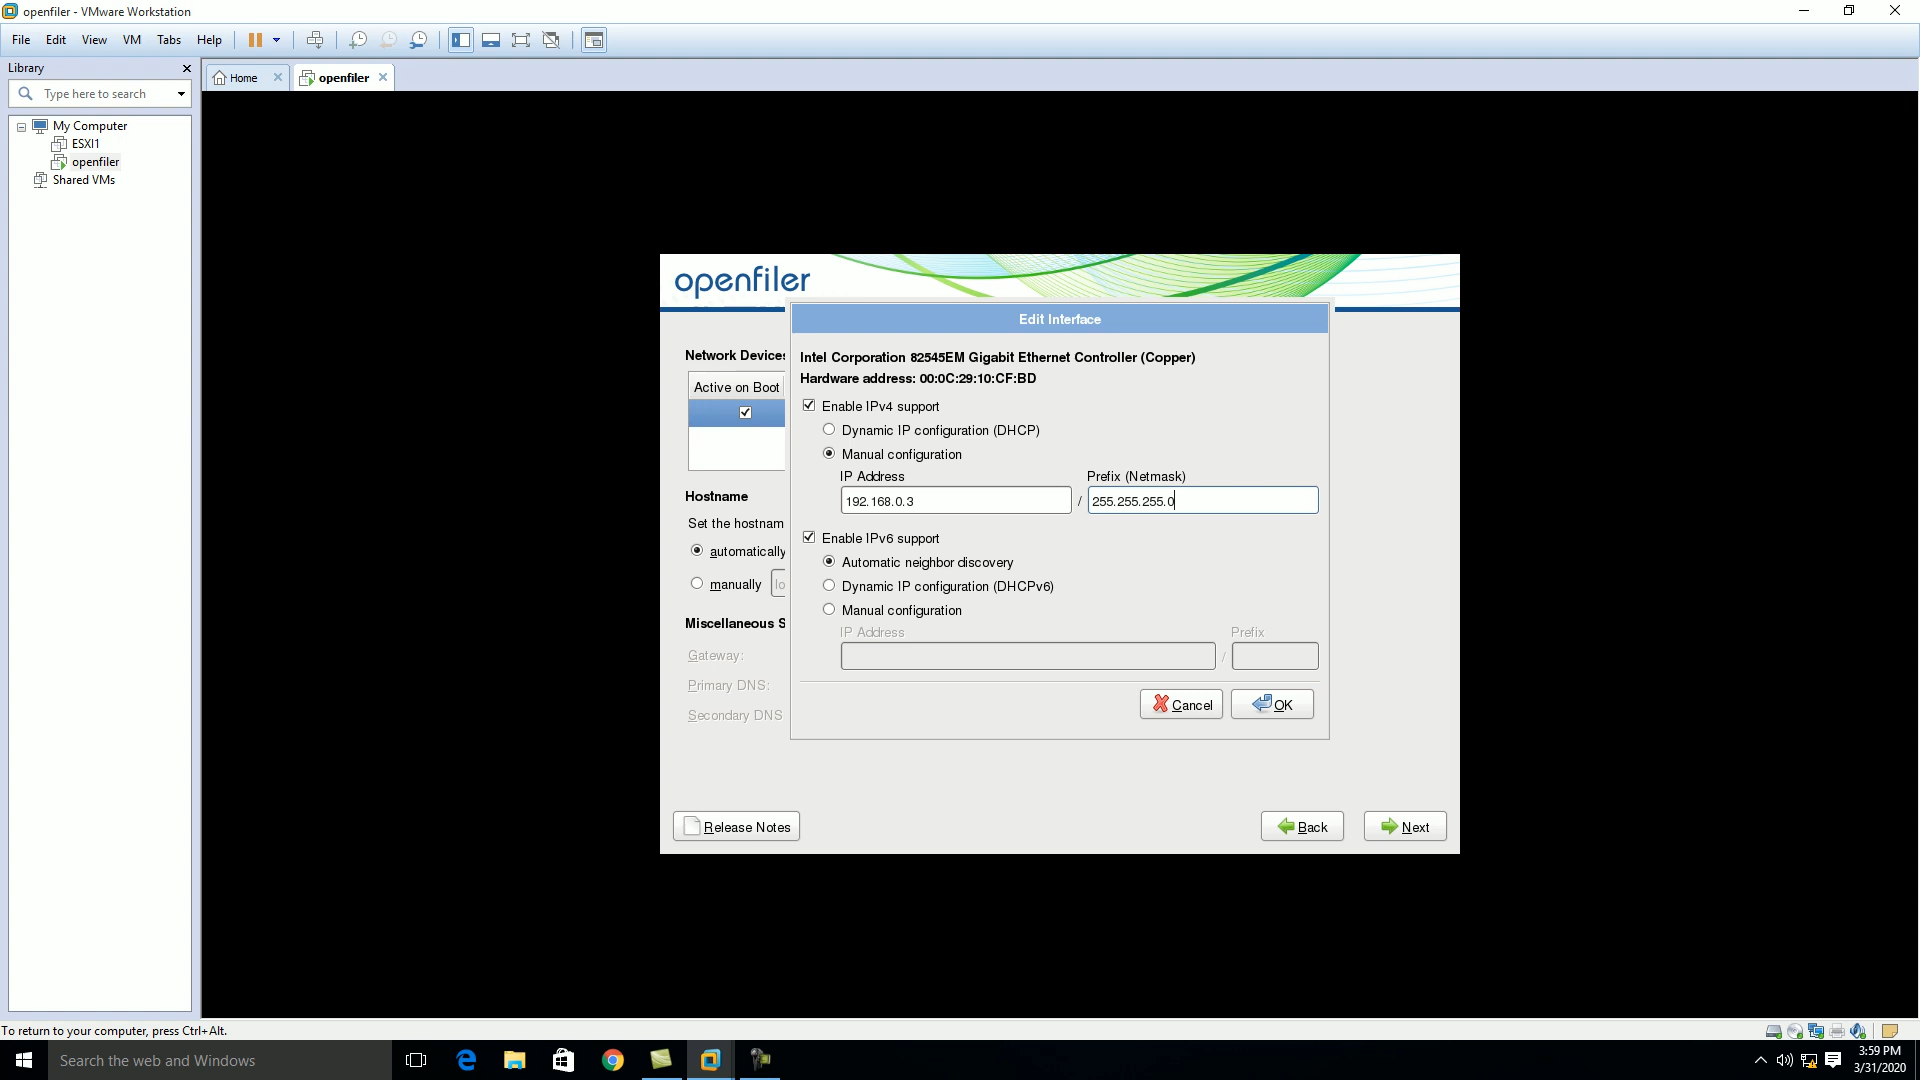 openfiler - VMware Workstation
File Edit View VM Tabs Help
Library
Type here to search
My Computer
ESXI1
openfiler
Shared VMs
Home
openfiler
openfiler
Edit Interface
Intel Corporation 82545EM Gigabit Ethernet Controller (Copper)
Hardware address: 00:0C:29:10:CF:BD
Enable IPv4 support
Dynamic IP configuration (DHCP)
Manual configuration
IP Address Prefix (Netmask)
192.168.0.3 / 255.255.255.0
Enable IPv6 support
Automatic neighbor discovery
Dynamic IP configuration (DHCPv6)
Manual configuration
IP Address Prefix
/
Cancel OK
Network Devices
Active on Boot
Hostname
Set the hostnam
automatically
manually lo
Miscellaneous S
Gateway:
Primary DNS:
Secondary DNS
Release Notes Back Next
To return to your computer, press Ctrl+Alt.
Search the web and Windows
3:59 PM
3/31/2020